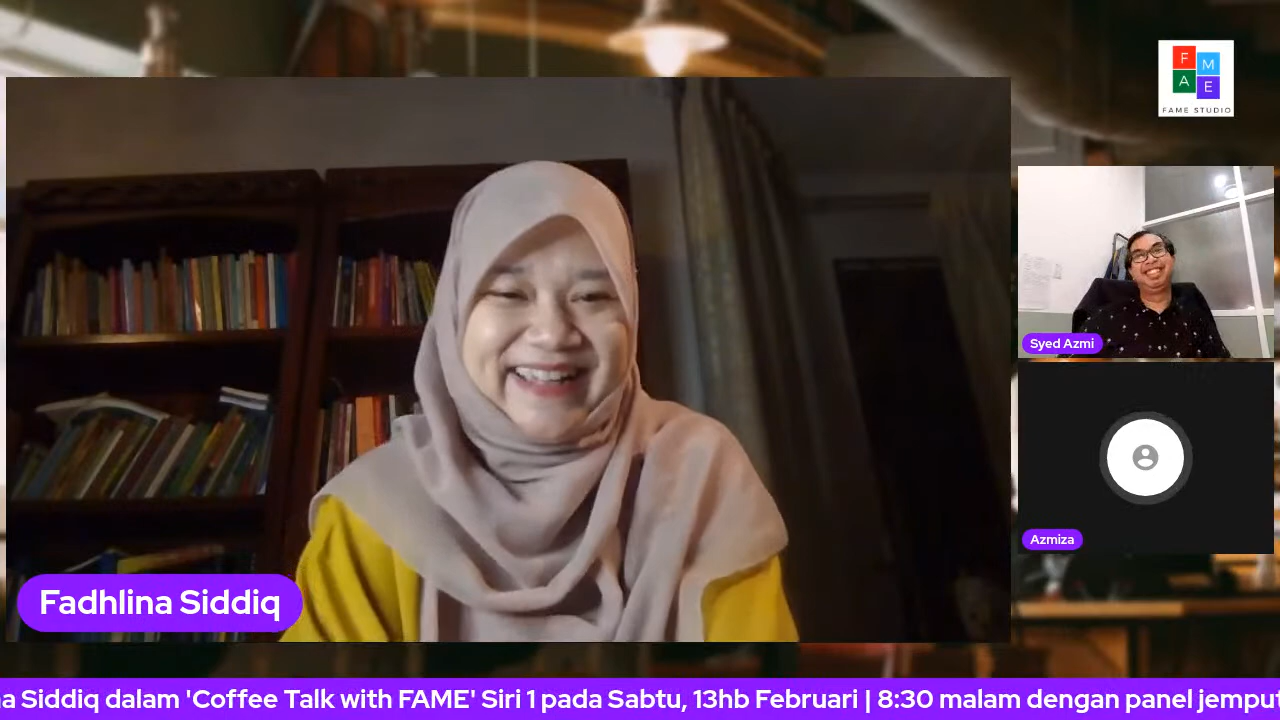 F
M
A
E
FAME STUDIO
Syed Azmi
Azmiza
Fadhlina Siddiq
Siddiq dalam 'Coffee Talk with FAME' Siri 1 pada Sabtu, 13hb Februari | 8:30 malam dengan panel